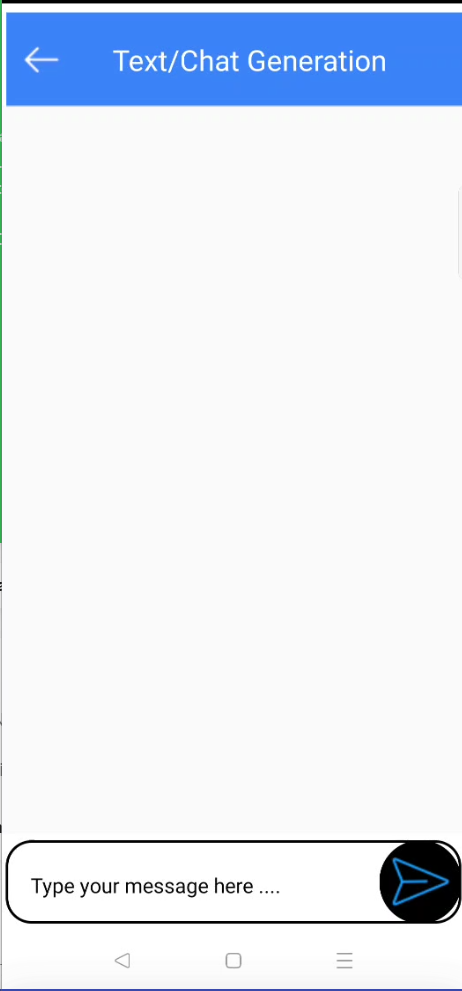 Text/Chat Generation
Type your message here ....